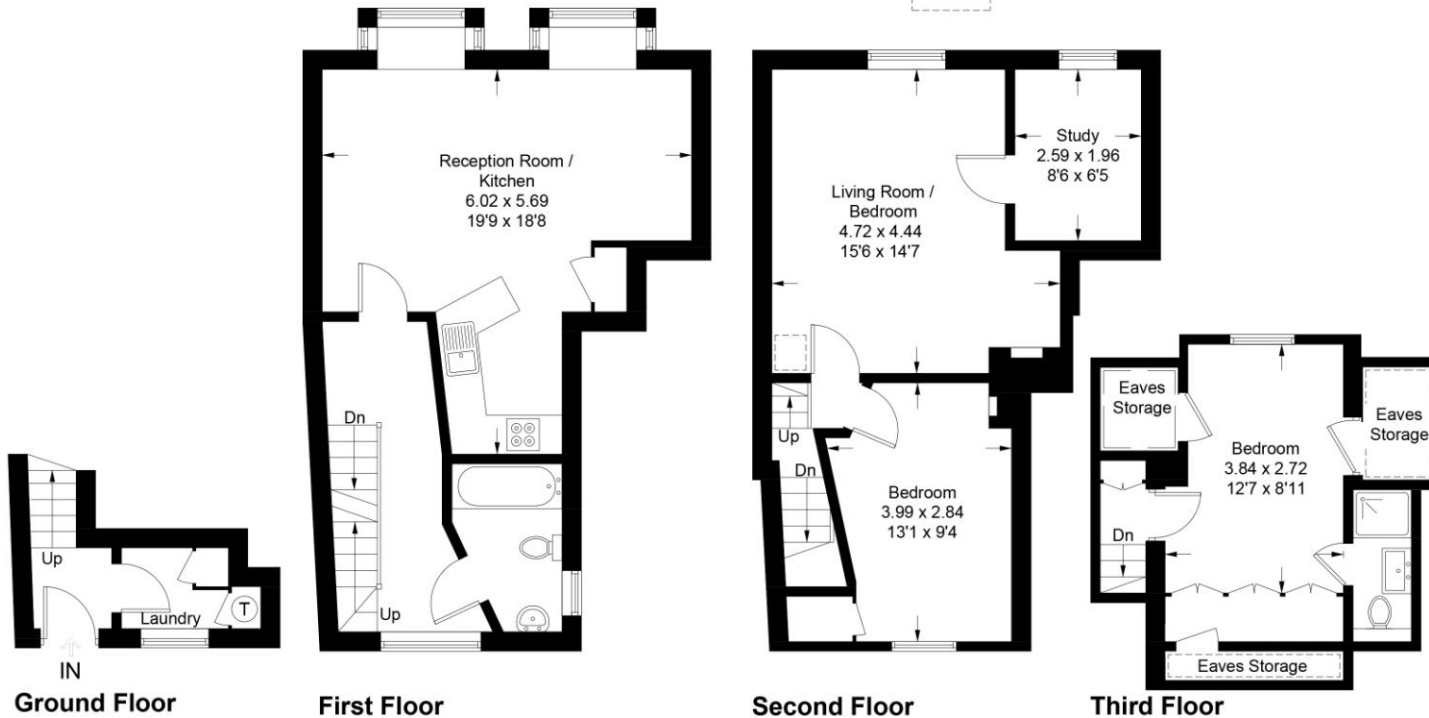 Up
Laundry
T
IN
Ground Floor
Reception Room /
Kitchen
6.02 x 5.69
19'9 x 18'8
Dn
Up
First Floor
Study
2.59 x 1.96
8'6 x 6'5
Living Room /
Bedroom
4.72 x 4.44
15'6 x 14'7
Up
Dn
Bedroom
3.99 x 2.84
13'1 x 9'4
Second Floor
Eaves
Storage
Eaves
Storage
Bedroom
3.84 x 2.72
12'7 x 8'11
Dn
Eaves Storage
Third Floor